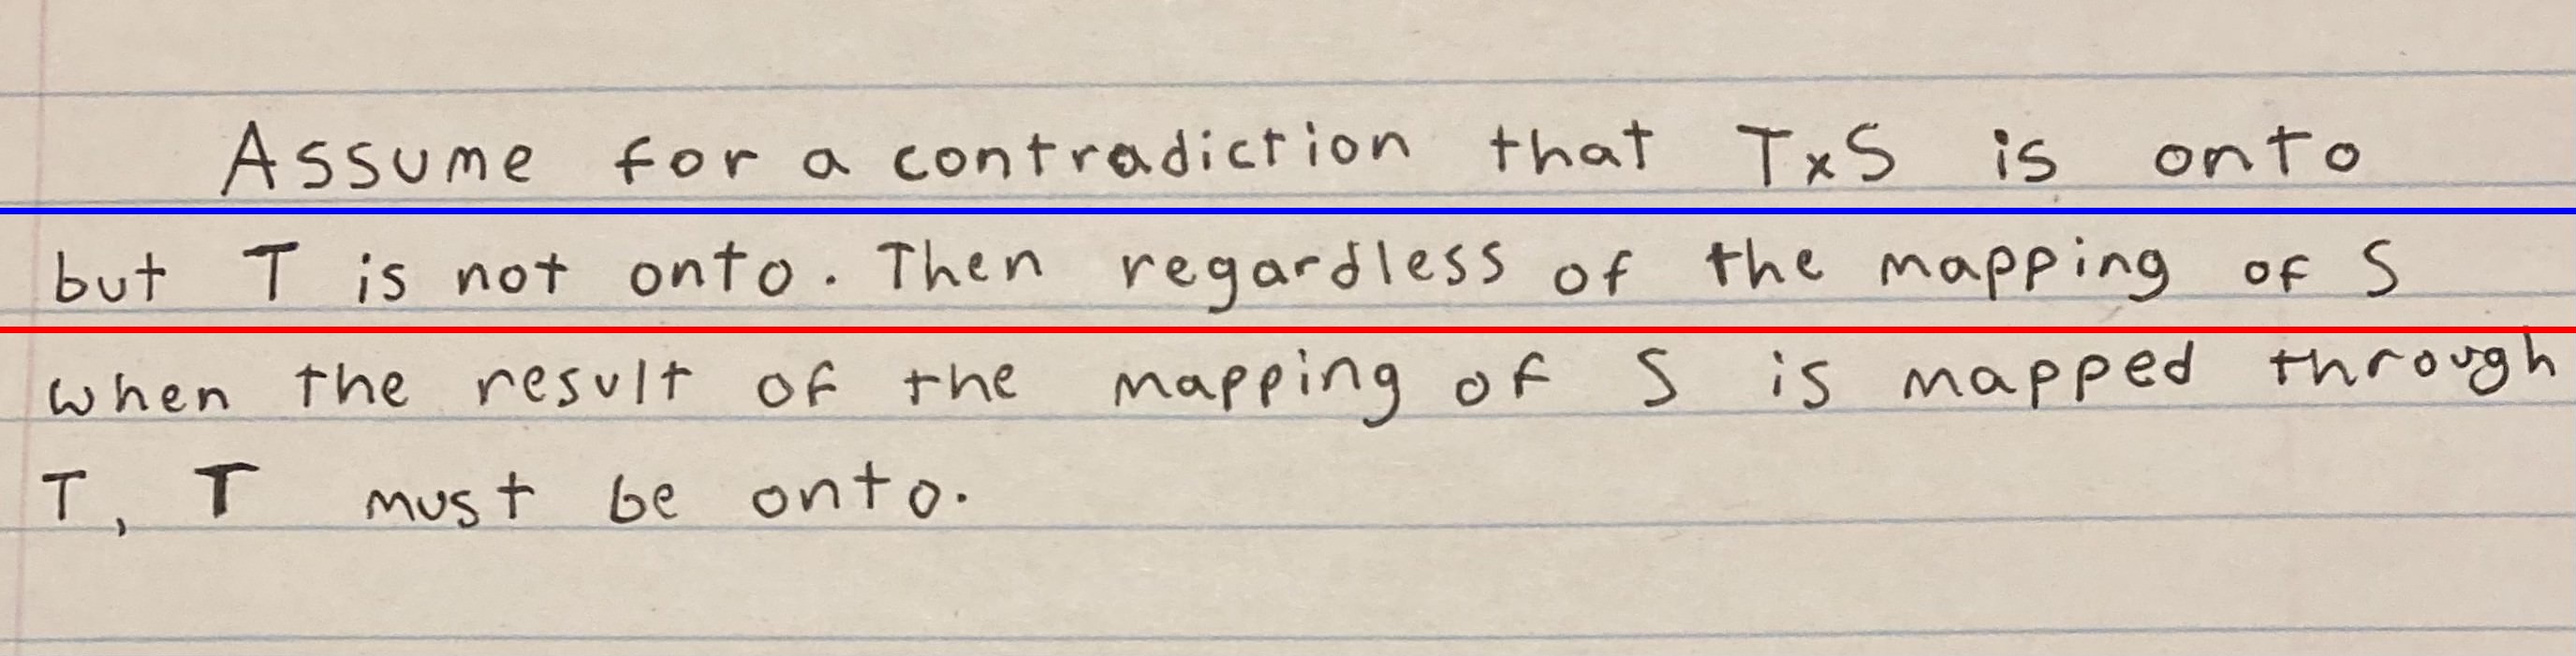 Assume for a contradiction that TxS is onto
but T is not onto. Then regardless of the mapping of S
when the result of the mapping of S is mapped through
T, T must be onto.